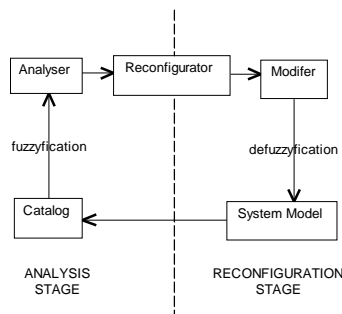 Analyser
Reconfigurator
Modifer
fuzzyfication
defuzzyfication
Catalog
System Model
ANALYSIS
STAGE
RECONFIGURATION
STAGE